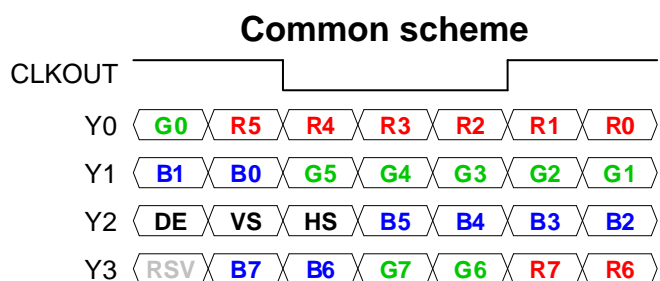 Common scheme
CLKOUT
Y0 G0 R5 R4 R3 R2 R1 R0
Y1 B1 B0 G5 G4 G3 G2 G1
Y2 DE VS HS B5 B4 B3 B2
Y3 RSV B7 B6 G7 G6 R7 R6